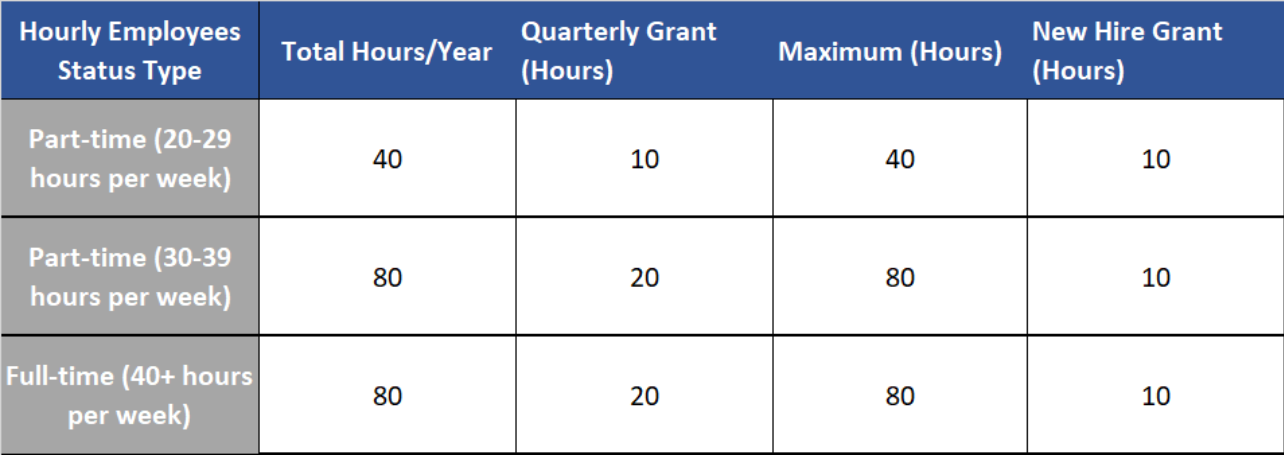 Hourly Employees
Status Type
Total Hours/Year
Quarterly Grant
(Hours)
Maximum (Hours)
New Hire Grant
(Hours)
Part-time (20-29
hours per week)
40
10
40
10
Part-time (30-39
hours per week)
80
20
80
10
Full-time (40+ hours
per week)
80
20
80
10